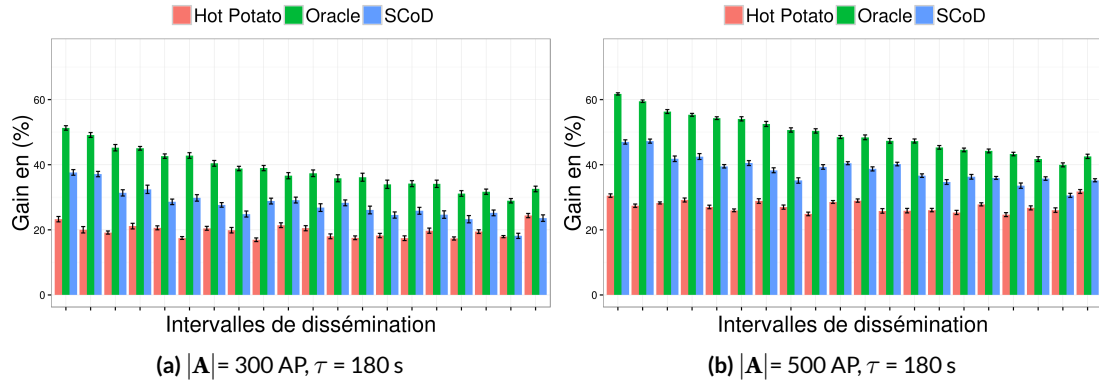 Hot Potato Oracle SCoD
Gain en (%)
60
40
20
0
Intervalles de dissémination
(a) |A| = 300 AP, τ = 180 s
Hot Potato Oracle SCoD
Gain en (%)
60
40
20
0
Intervalles de dissémination
(b) |A| = 500 AP, τ = 180 s